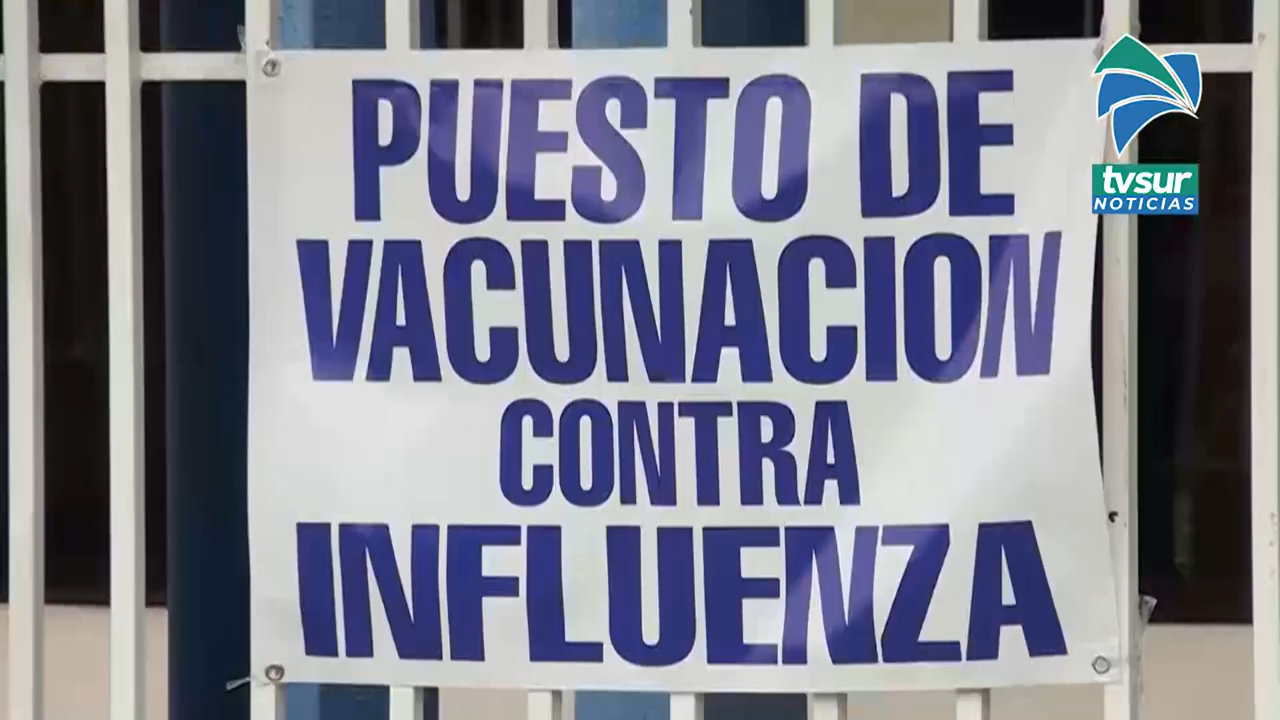 PUESTO DE
VACUNACION
CONTRA
INFLUENZA
tvsur
NOTICIAS